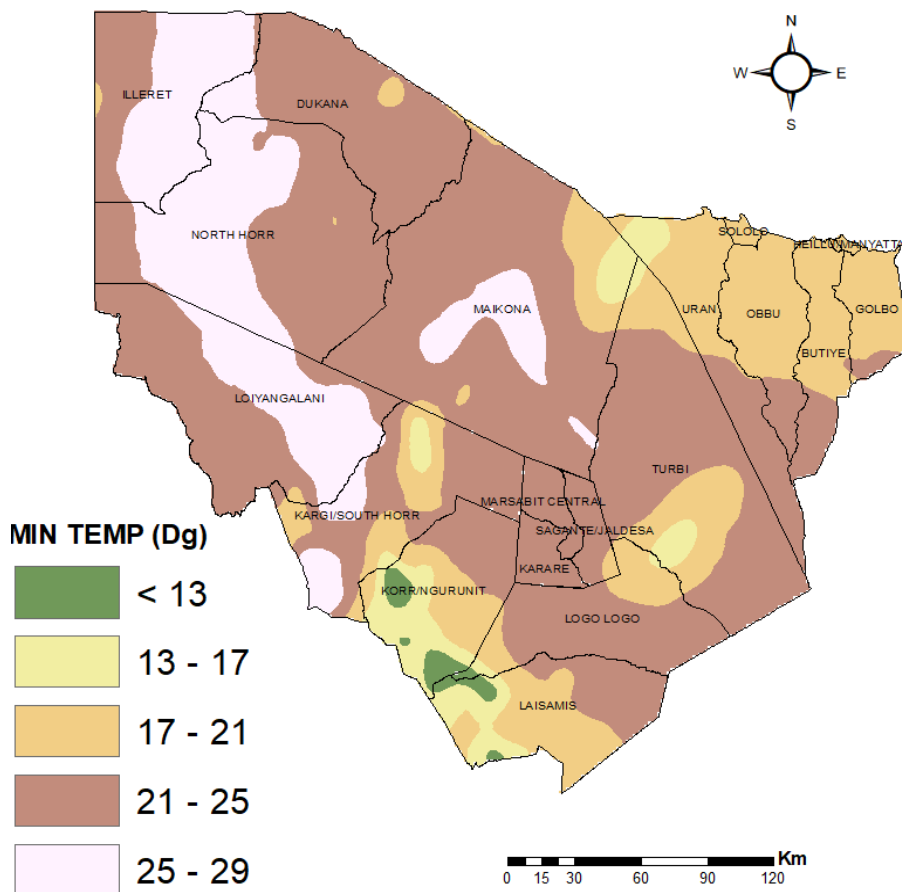 N
W E
S
ILLERET
DUKANA
NORTH HORR
SOLOLO
HEILLU/MANYATTA
MAIKONA
URAN
OBBU
GOLBO
BUTIYE
LOIYANGALANI
TURBI
MARSABIT CENTRAL
KARGI/SOUTH HORR
SAGANTE/JALDESA
KARARE
KORR/NGURUNIT
LOGO LOGO
LAISAMIS
MIN TEMP (Dg)
< 13
13 - 17
17 - 21
21 - 25
25 - 29
Km
0 15 30 60 90 120